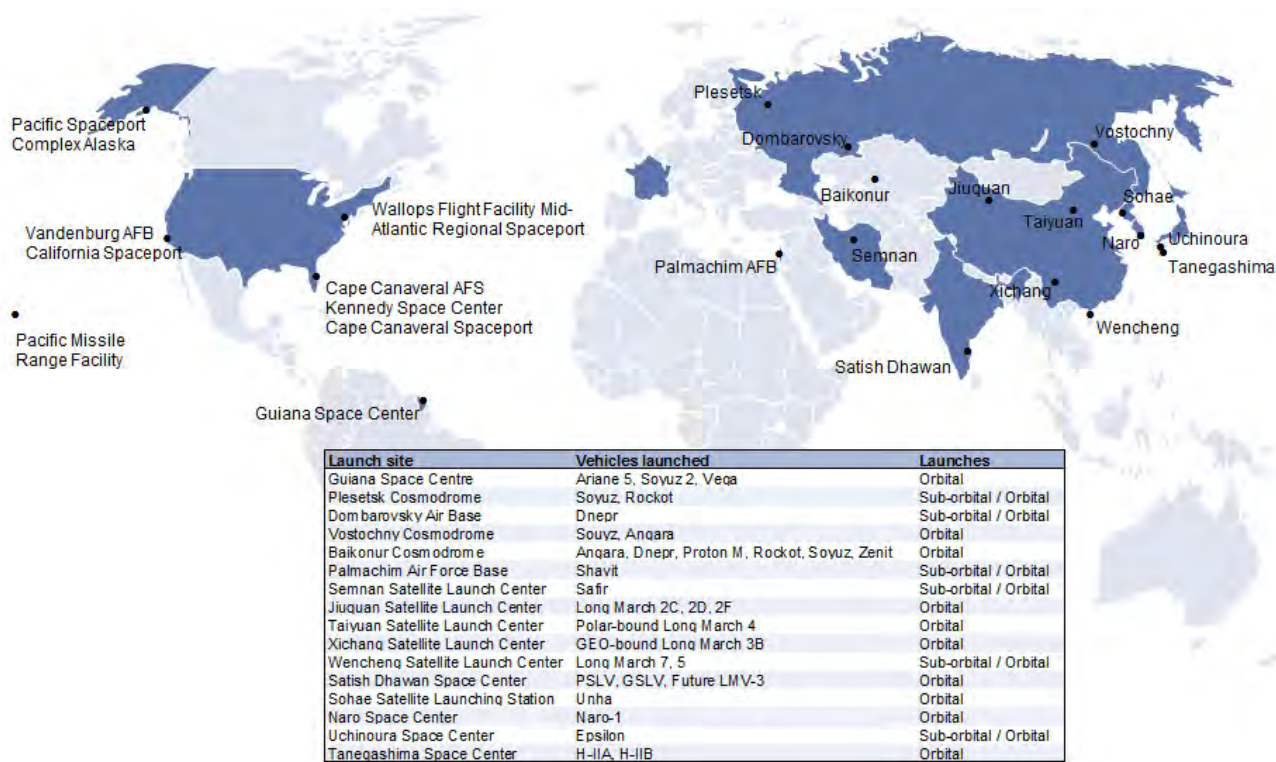 Plesetsk
Pacific Spaceport
Complex Alaska
Dombarovsky
Vostochny
Baikonur
Jiuquan
Sohae
Taiyuan
Wallops Flight Facility Mid-
Atlantic Regional Spaceport
Vandenburg AFB
California Spaceport
Naro
Uchinoura
Semnan
Palmachim AFB
Tanegashima
Cape Canaveral AFS
Kennedy Space Center
Cape Canaveral Spaceport
Xichang
Wencheng
Pacific Missile
Range Facility
Satish Dhawan
Guiana Space Center
Launch site Vehicles launched Launches
Guiana Space Centre Ariane 5, Soyuz 2, Vega Orbital
Plesetsk Cosmodrome Soyuz, Rockot Sub-orbital / Orbital
Dombarovsky Air Base Dnepr Sub-orbital / Orbital
Vostochny Cosmodrome Souyz, Angara Orbital
Baikonur Cosmodrome Angara, Dnepr, Proton M, Rockot, Soyuz, Zenit Orbital
Palmachim Air Force Base Shavit Sub-orbital / Orbital
Semnan Satellite Launch Center Safir Sub-orbital / Orbital
Jiuquan Satellite Launch Center Long March 2C, 2D, 2F Orbital
Taiyuan Satellite Launch Center Polar-bound Long March 4 Orbital
Xichang Satellite Launch Center GEO-bound Long March 3B Orbital
Wencheng Satellite Launch Center Long March 7, 5 Sub-orbital / Orbital
Satish Dhawan Space Center PSLV, GSLV, Future LMV-3 Orbital
Sohae Satellite Launching Station Unha Orbital
Naro Space Center Naro-1 Orbital
Uchinoura Space Center Epsilon Sub-orbital / Orbital
Tanegashima Space Center H-IIA, H-IIB Orbital